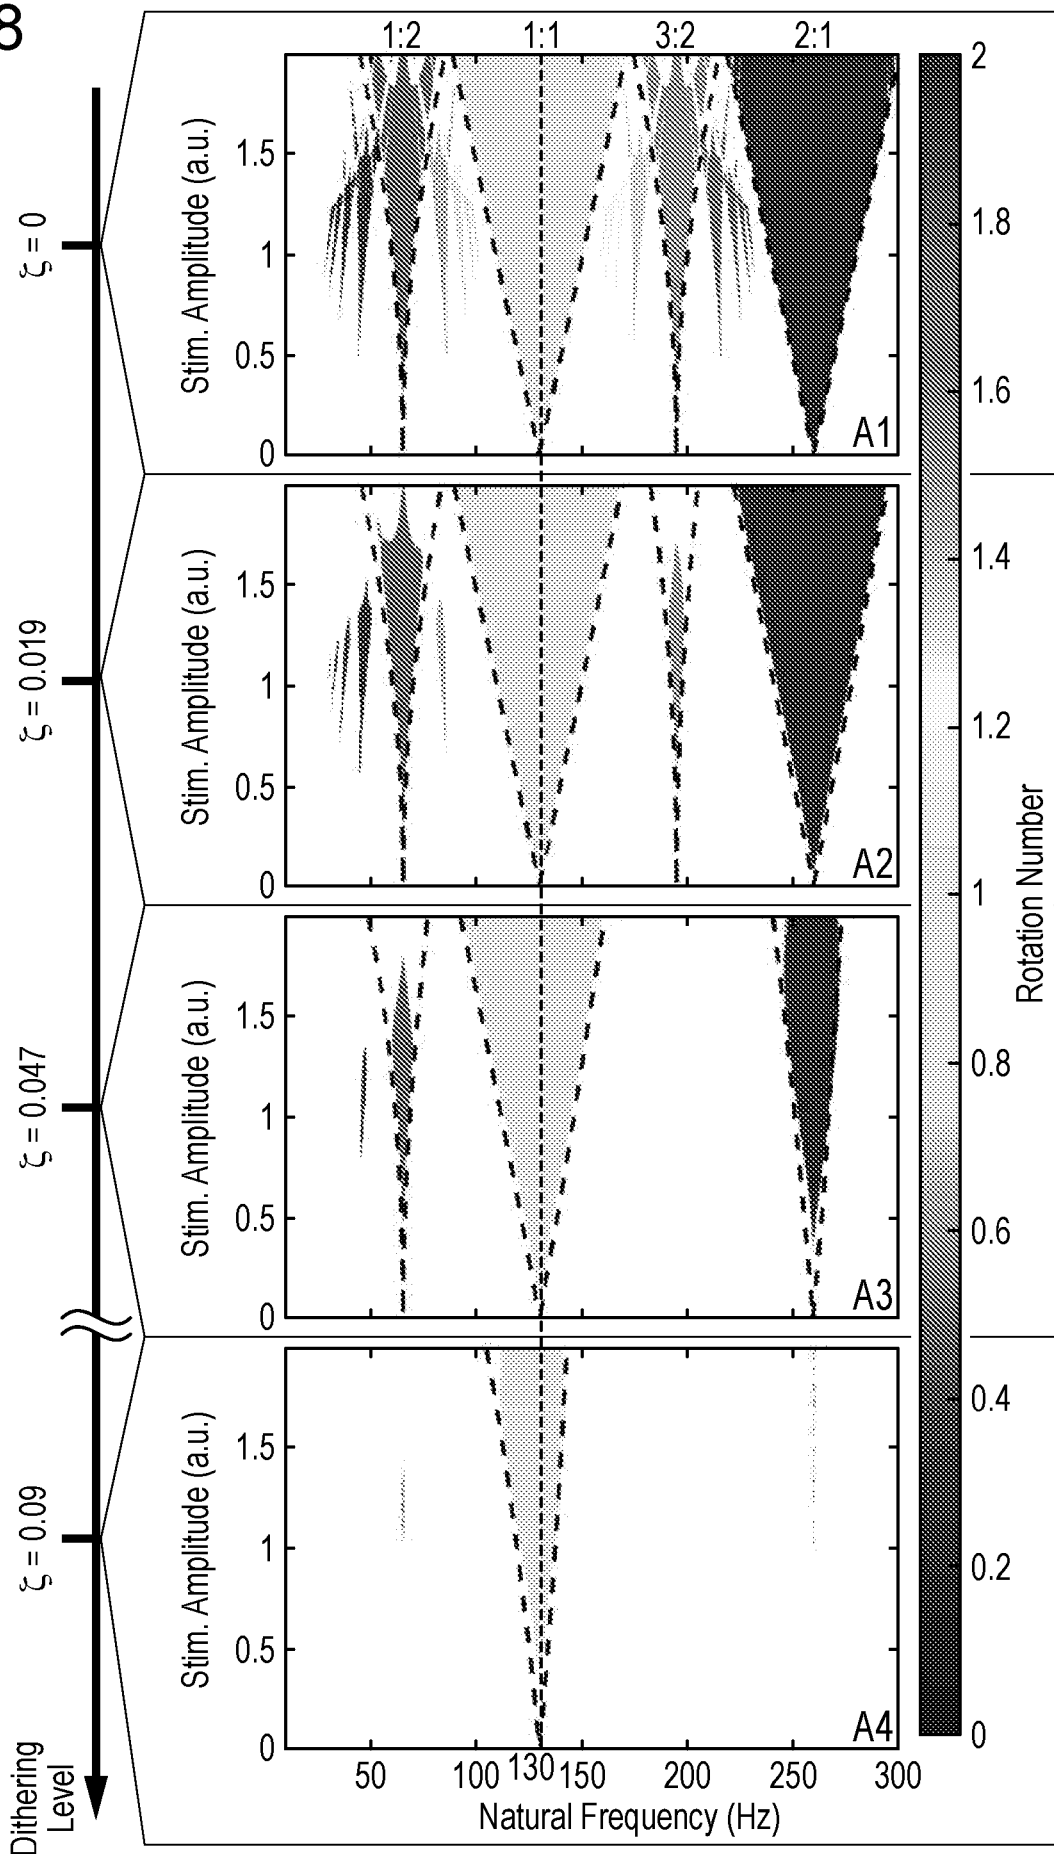 8
1:2 1:1 3:2 2:1
ζ = 0
Stim. Amplitude (a.u.)
1.5
1
0.5
0
A1
ζ = 0.019
Stim. Amplitude (a.u.)
1.5
1
0.5
0
A2
ζ = 0.047
Stim. Amplitude (a.u.)
1.5
1
0.5
0
A3
ζ = 0.09
Stim. Amplitude (a.u.)
1.5
1
0.5
0
A4
50 100 130 150 200 250 300
Natural Frequency (Hz)
Dithering
Level
2
1.8
1.6
1.4
1.2
1
0.8
0.6
0.4
0.2
0
Rotation Number